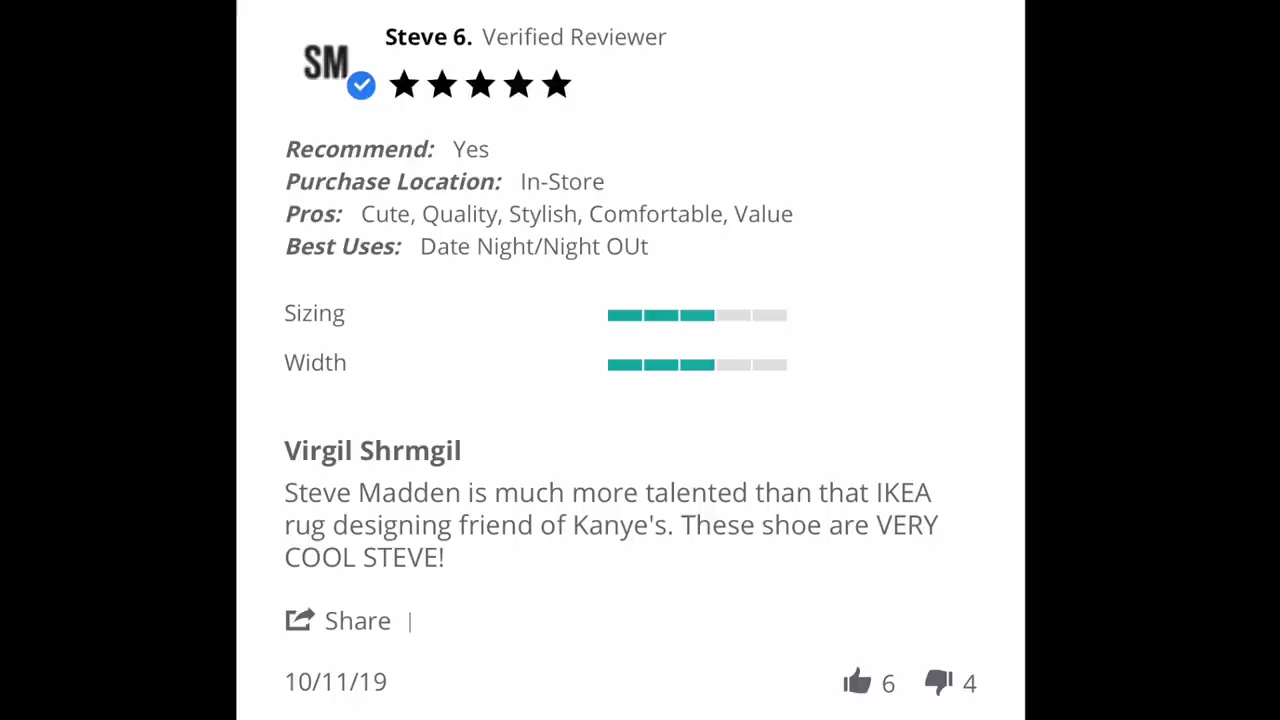 SM
Steve 6. Verified Reviewer
Recommend: Yes
Purchase Location: In-Store
Pros: Cute, Quality, Stylish, Comfortable, Value
Best Uses: Date Night/Night OUt
Sizing
Width
Virgil Shrmgil
Steve Madden is much more talented than that IKEA
rug designing friend of Kanye's. These shoe are VERY
COOL STEVE!
Share |
10/11/19
6 4